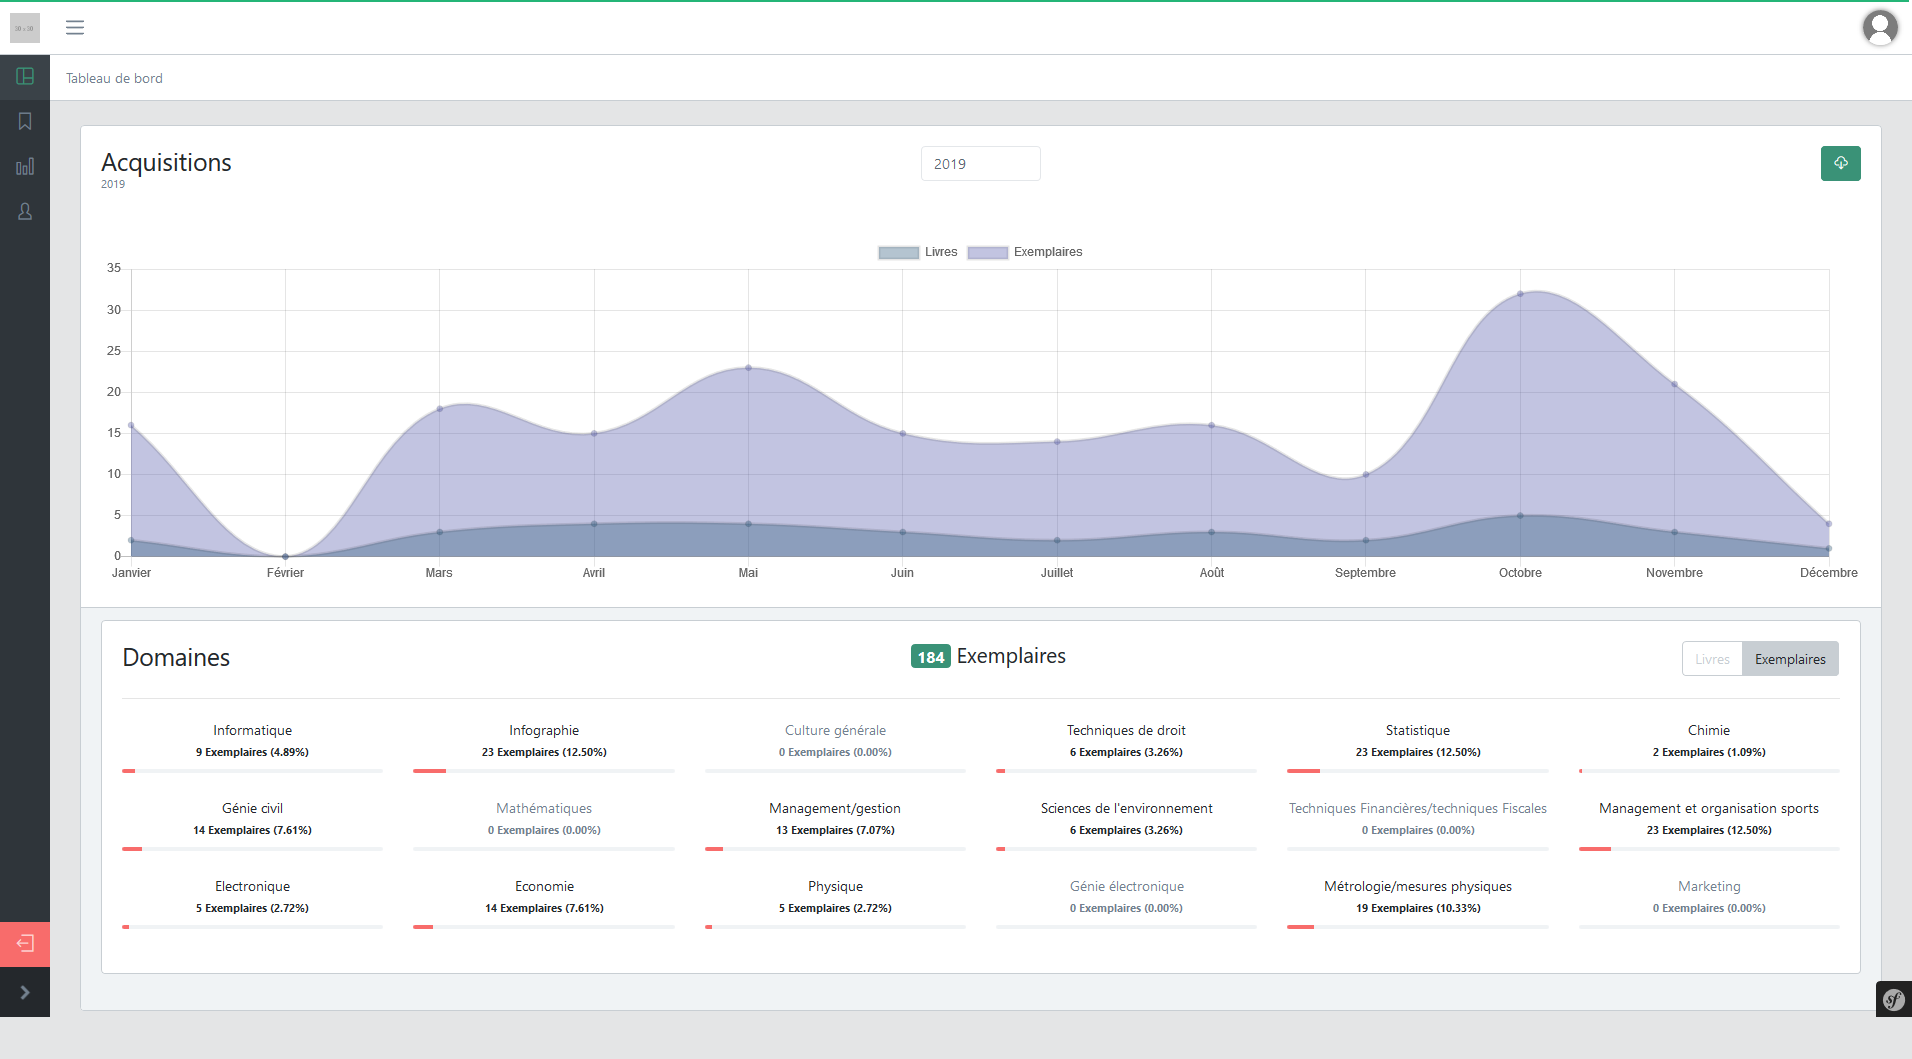 30 x 30
Tableau de bord
Acquisitions
2019
2019
Livres
Exemplaires
35
30
25
20
15
10
5
0
Janvier
Février
Mars
Avril
Mai
Juin
Juillet
Août
Septembre
Octobre
Novembre
Décembre
Domaines
184 Exemplaires
Livres
Exemplaires
Informatique
9 Exemplaires (4.89%)
Infographie
23 Exemplaires (12.50%)
Culture générale
0 Exemplaires (0.00%)
Techniques de droit
6 Exemplaires (3.26%)
Statistique
23 Exemplaires (12.50%)
Chimie
2 Exemplaires (1.09%)
Génie civil
14 Exemplaires (7.61%)
Mathématiques
0 Exemplaires (0.00%)
Management/gestion
13 Exemplaires (7.07%)
Sciences de l'environnement
6 Exemplaires (3.26%)
Techniques Financières/techniques Fiscales
0 Exemplaires (0.00%)
Management et organisation sports
23 Exemplaires (12.50%)
Electronique
5 Exemplaires (2.72%)
Economie
14 Exemplaires (7.61%)
Physique
5 Exemplaires (2.72%)
Génie électronique
0 Exemplaires (0.00%)
Métrologie/mesures physiques
19 Exemplaires (10.33%)
Marketing
0 Exemplaires (0.00%)
sf